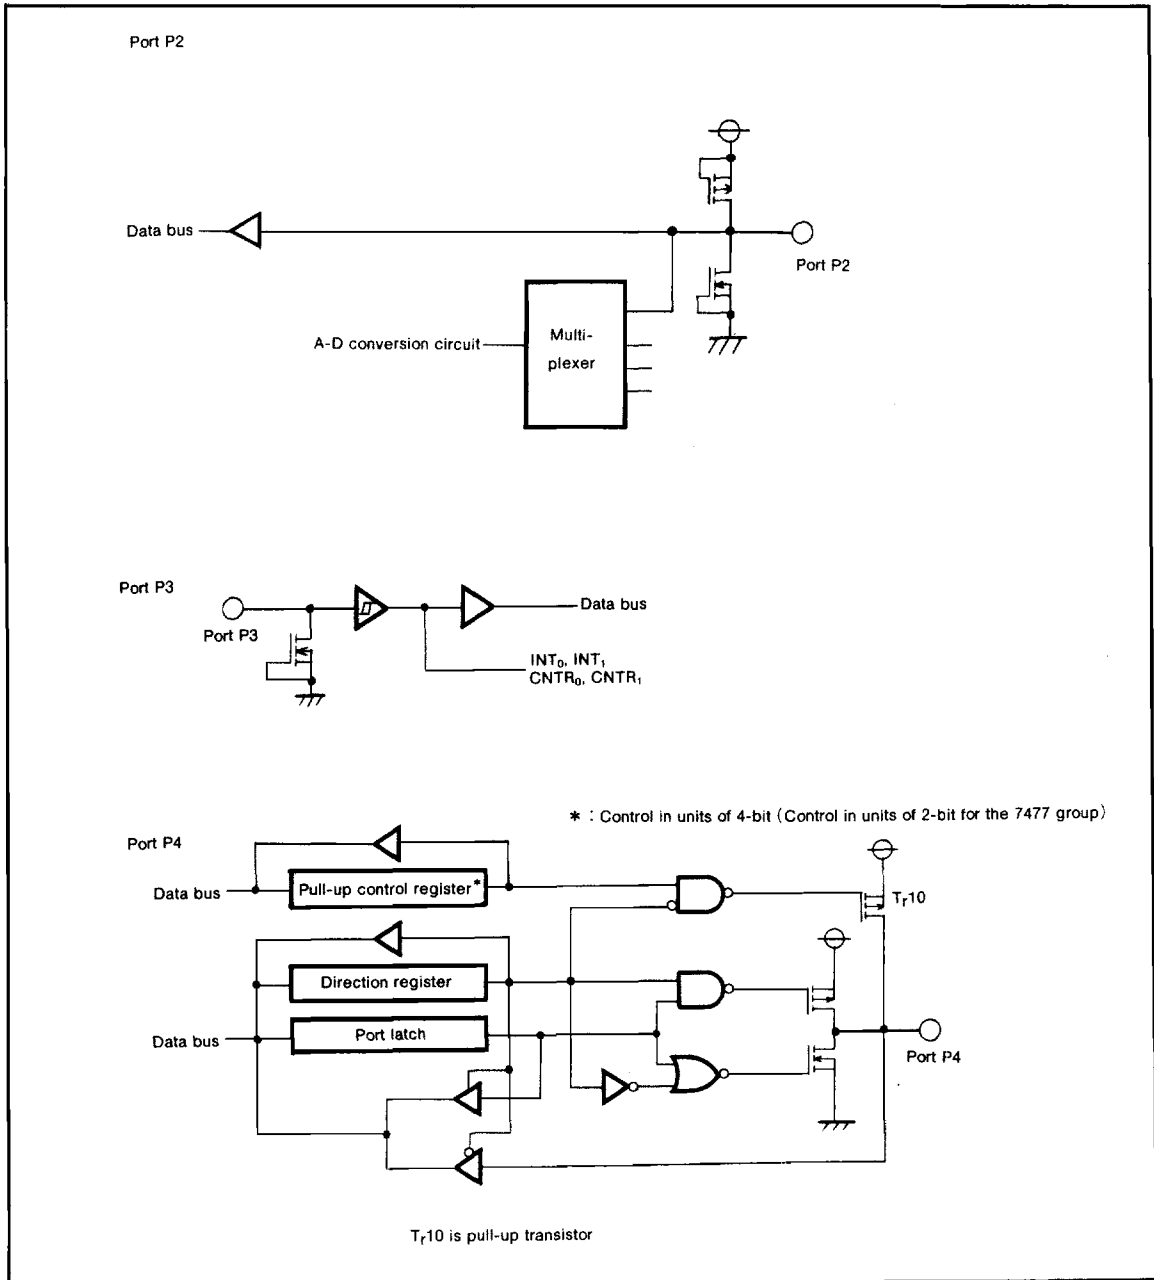 Port P2
Data bus
Port P2
A-D conversion circuit
Multi-
plexer
Port P3
Port P3
Data bus
INT₀, INT₁
CNTR₀, CNTR₁
* : Control in units of 4-bit (Control in units of 2-bit for the 7477 group)
Port P4
Data bus
Pull-up control register*
Tr10
Direction register
Data bus
Port latch
Port P4
Tr10 is pull-up transistor